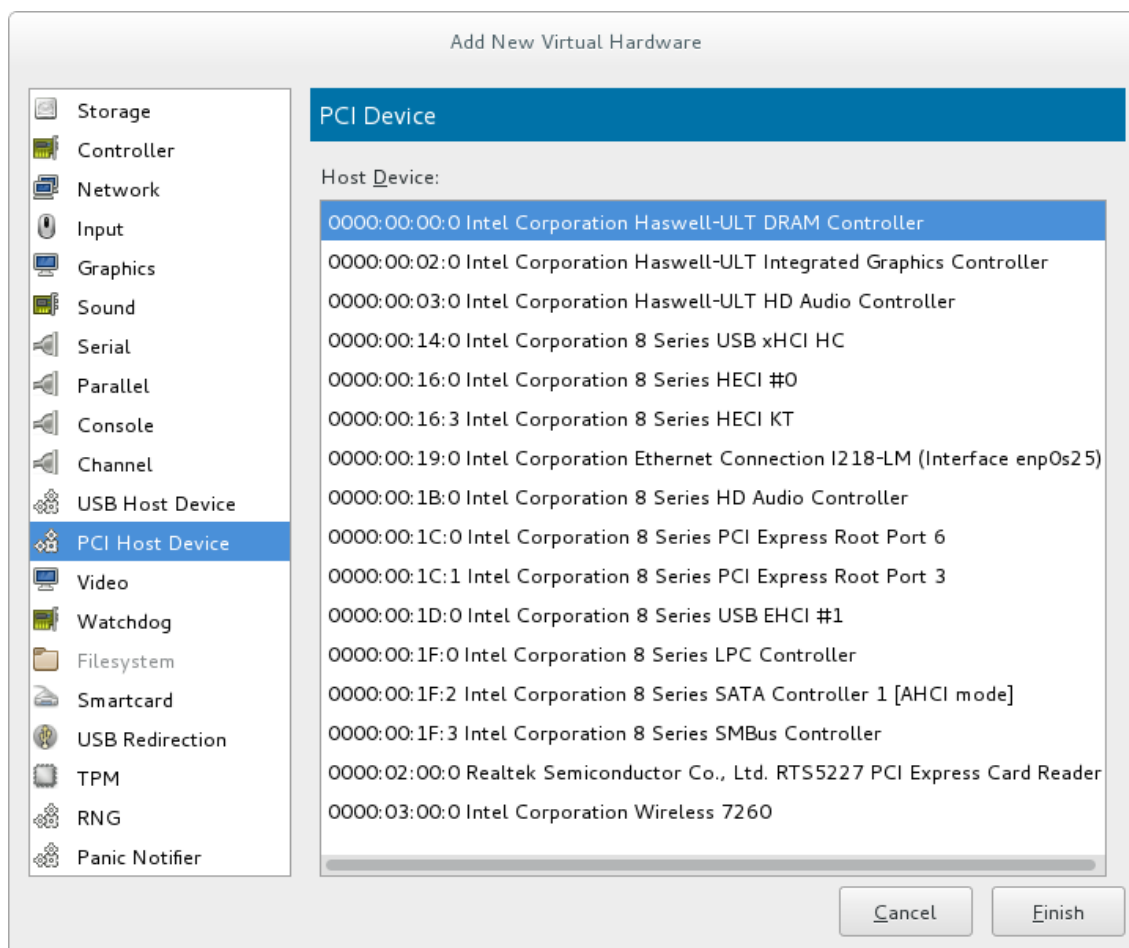 Add New Virtual Hardware
Storage
Controller
Network
Input
Graphics
Sound
Serial
Parallel
Console
Channel
USB Host Device
PCI Host Device
Video
Watchdog
Filesystem
Smartcard
USB Redirection
TPM
RNG
Panic Notifier
PCI Device
Host Device:
0000:00:00:0 Intel Corporation Haswell-ULT DRAM Controller
0000:00:02:0 Intel Corporation Haswell-ULT Integrated Graphics Controller
0000:00:03:0 Intel Corporation Haswell-ULT HD Audio Controller
0000:00:14:0 Intel Corporation 8 Series USB xHCI HC
0000:00:16:0 Intel Corporation 8 Series HECI #0
0000:00:16:3 Intel Corporation 8 Series HECI KT
0000:00:19:0 Intel Corporation Ethernet Connection I218-LM (Interface enp0s25)
0000:00:1B:0 Intel Corporation 8 Series HD Audio Controller
0000:00:1C:0 Intel Corporation 8 Series PCI Express Root Port 6
0000:00:1C:1 Intel Corporation 8 Series PCI Express Root Port 3
0000:00:1D:0 Intel Corporation 8 Series USB EHCI #1
0000:00:1F:0 Intel Corporation 8 Series LPC Controller
0000:00:1F:2 Intel Corporation 8 Series SATA Controller 1 [AHCI mode]
0000:00:1F:3 Intel Corporation 8 Series SMBus Controller
0000:02:00:0 Realtek Semiconductor Co., Ltd. RTS5227 PCI Express Card Reader
0000:03:00:0 Intel Corporation Wireless 7260
Cancel
Finish